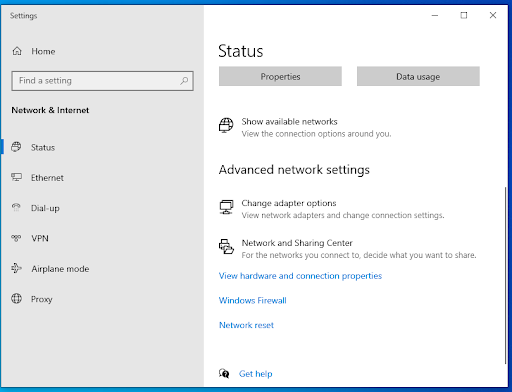 Settings
Home
Find a setting
Network & Internet
Status
Ethernet
Dial-up
VPN
Airplane mode
Proxy
Status
Properties
Data usage
Show available networks
View the connection options around you.
Advanced network settings
Change adapter options
View network adapters and change connection settings.
Network and Sharing Center
For the networks you connect to, decide what you want to share.
View hardware and connection properties
Windows Firewall
Network reset
Get help